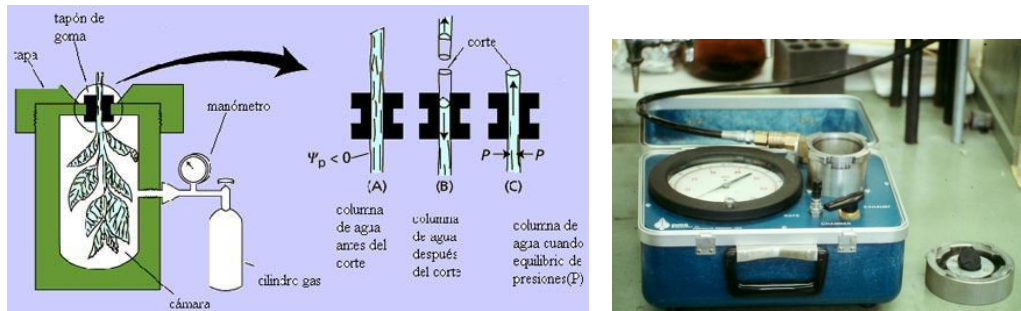 tapón de
goma
tapa
corte
manómetro
Ψp < 0
P
P
(A)
(B)
(C)
columna
de agua
antes del
corte
columna
de agua
después
del corte
columna de
agua cuando
equilibric de
presiones(P)
cilindro gas
cámara